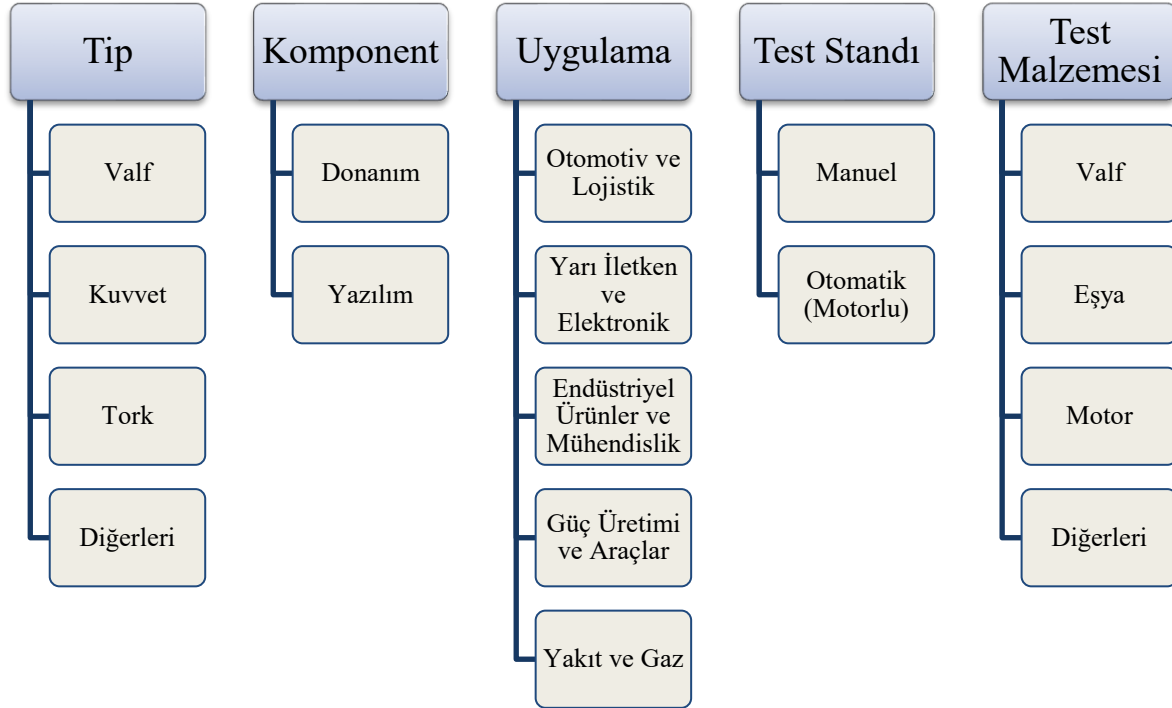 Tip
Valf
Kuvvet
Tork
Diğerleri
Komponent
Donanım
Yazılım
Uygulama
Otomotiv ve
Lojistik
Yarı İletken
ve
Elektronik
Endüstriyel
Ürünler ve
Mühendislik
Güç Üretimi
ve Araçlar
Yakıt ve Gaz
Test Standı
Manuel
Otomatik
(Motorlu)
Test
Malzemesi
Valf
Eşya
Motor
Diğerleri